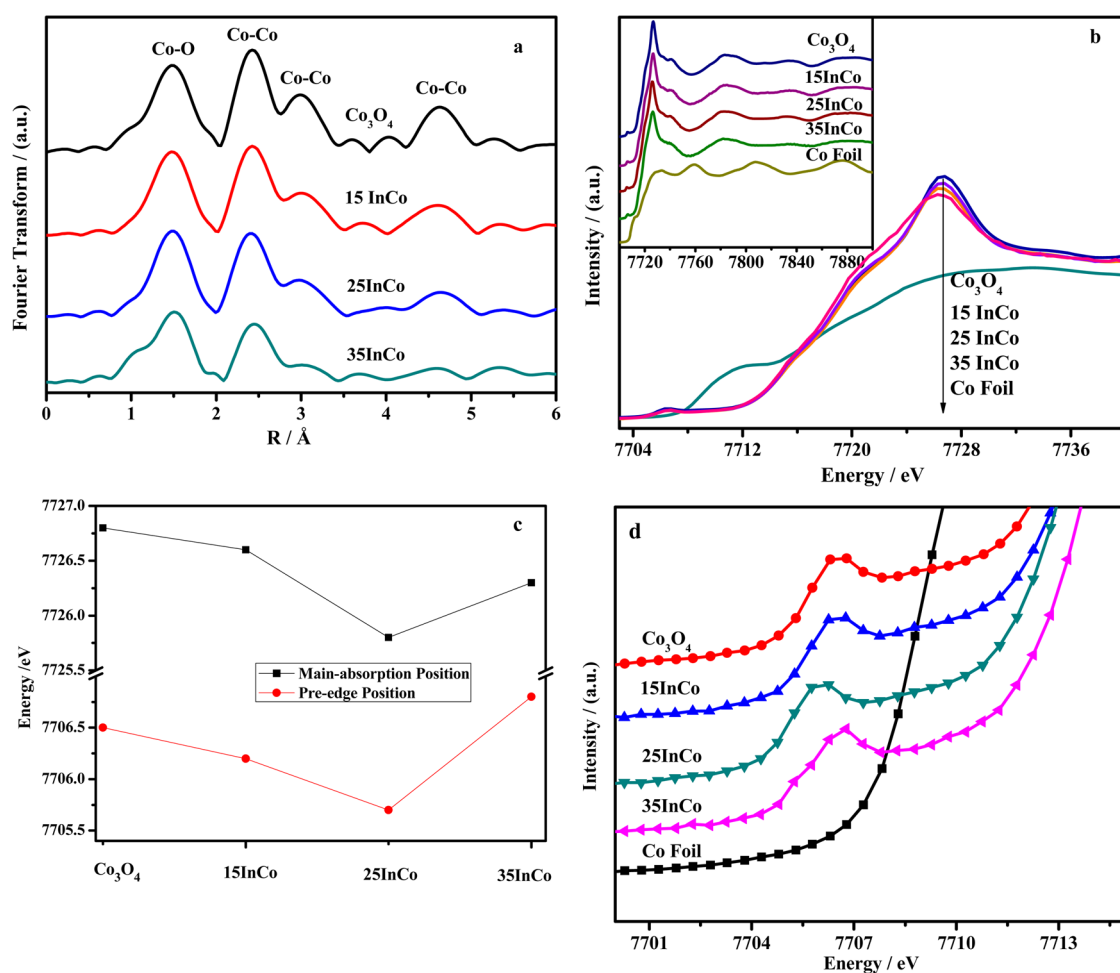 a
Co-O
Co-Co
Co-Co
Co-Co
Co3O4
15 InCo
25InCo
35InCo
Fourier Transform / (a.u.)
0 1 2 3 4 5 6
R / Å
b
Co3O4
15InCo
25InCo
35InCo
Co Foil
7720 7760 7800 7840 7880
Co3O4
15 InCo
25 InCo
35 InCo
Co Foil
Intensity / (a.u.)
7704 7712 7720 7728 7736
Energy / eV
c
7727.0
7726.5
7726.0
7725.5
7706.5
7706.0
7705.5
Energy /eV
Main-absorption Position
Pre-edge Position
Co3O4 15InCo 25InCo 35InCo
d
Co3O4
15InCo
25InCo
35InCo
Co Foil
Intensity / (a.u.)
7701 7704 7707 7710 7713
Energy / eV